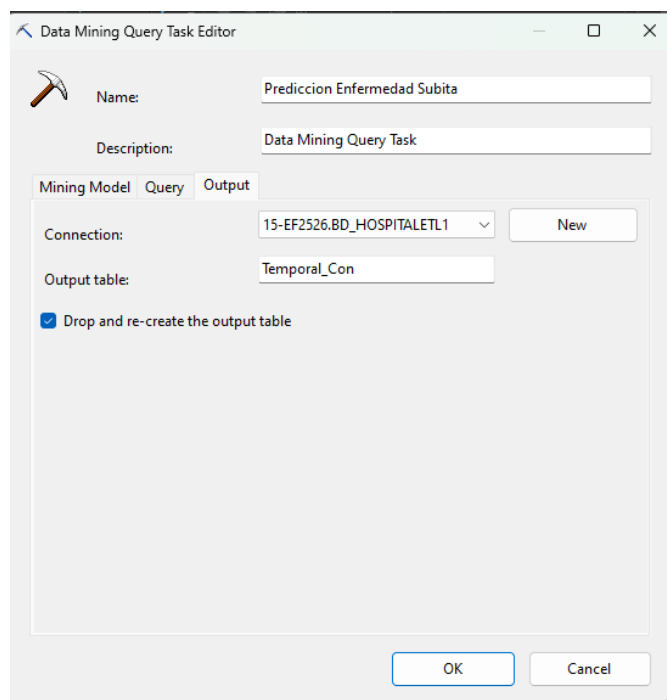 Data Mining Query Task Editor
Name: Prediccion Enfermedad Subita
Description: Data Mining Query Task
Mining Model Query Output
Connection: 15-EF2526.BD_HOSPITALETL1 New
Output table: Temporal_Con
Drop and re-create the output table
OK Cancel